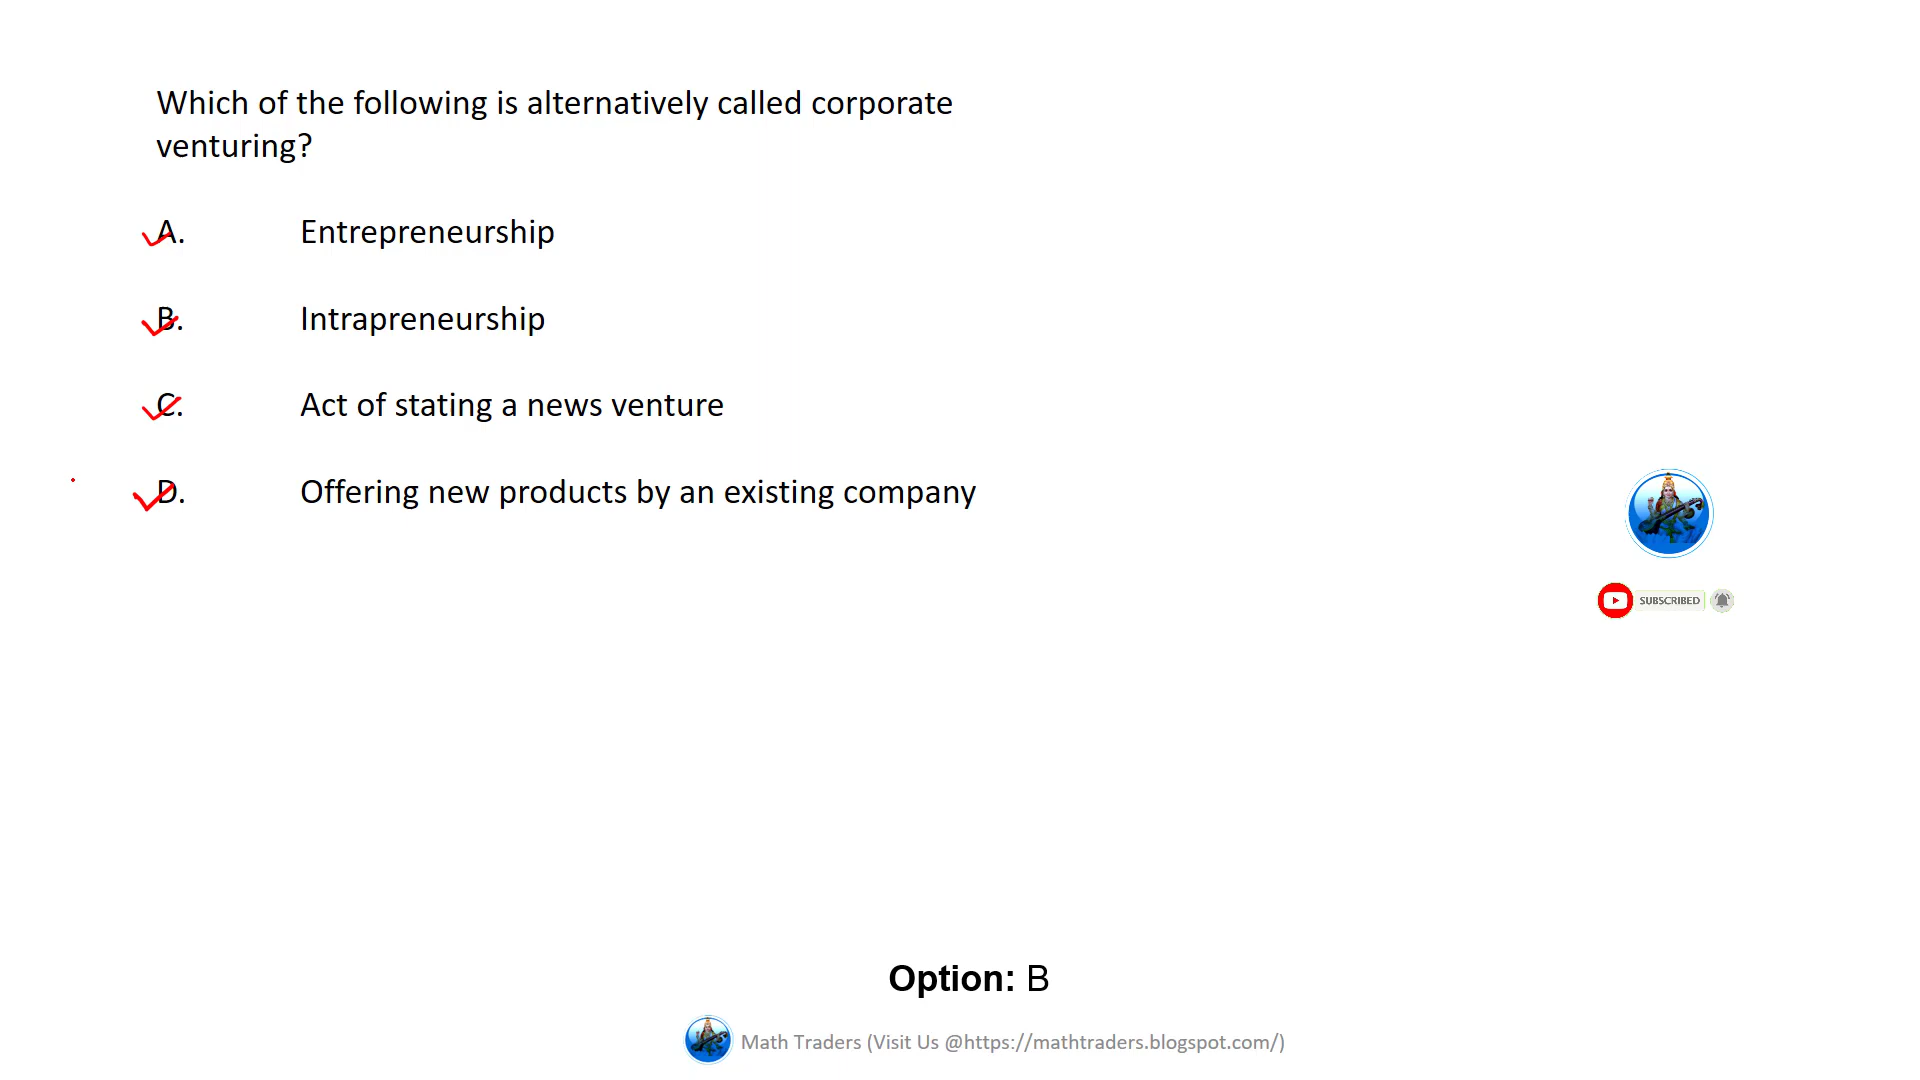 Which of the following is alternatively called corporate
venturing?
A. Entrepreneurship
B. Intrapreneurship
C. Act of stating a news venture
D. Offering new products by an existing company
SUBSCRIBED
Option: B
Math Traders (Visit Us @https://mathtraders.blogspot.com/)